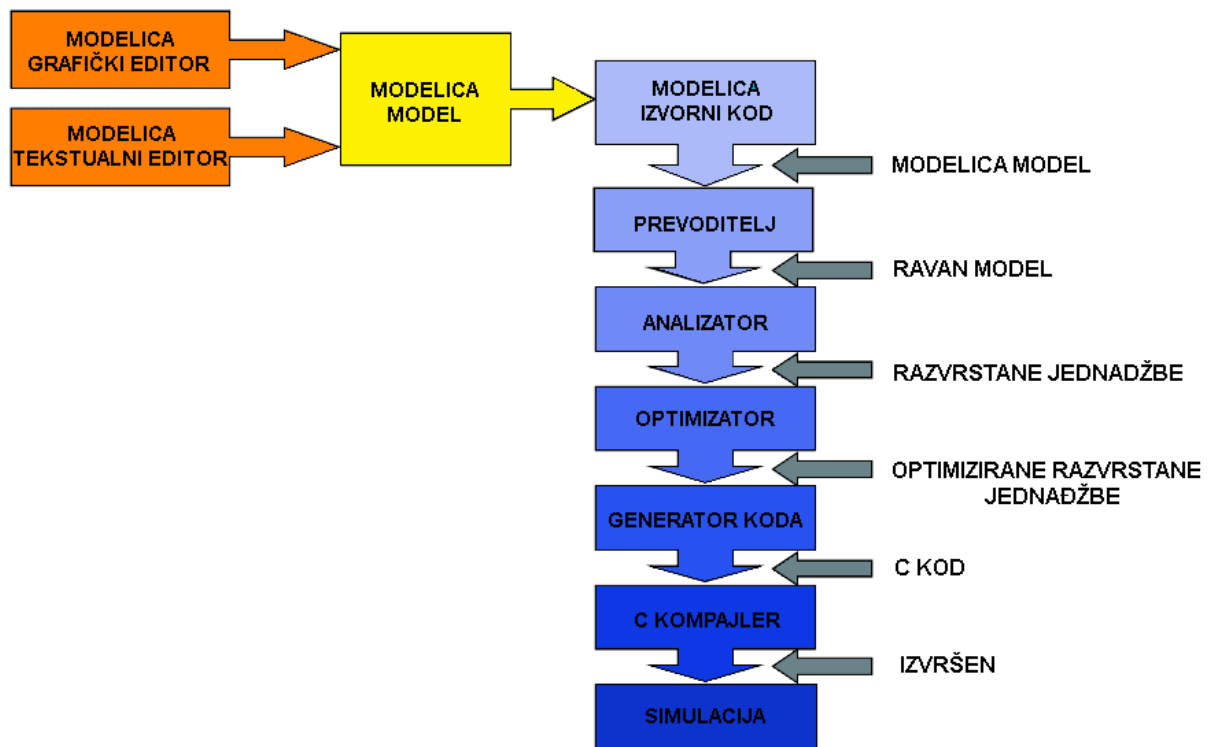 MODELICA
GRAFIČKI EDITOR
MODELICA
TEKSTUALNI EDITOR
MODELICA
MODEL
MODELICA
IZVORNI KOD
MODELICA MODEL
PREVODITELJ
RAVAN MODEL
ANALIZATOR
RAZVRSTANE JEDNADŽBE
OPTIMIZATOR
OPTIMIZIRANE RAZVRSTANE
JEDNADŽBE
GENERATOR KODA
C KOD
C KOMPAJLER
IZVRŠEN
SIMULACIJA